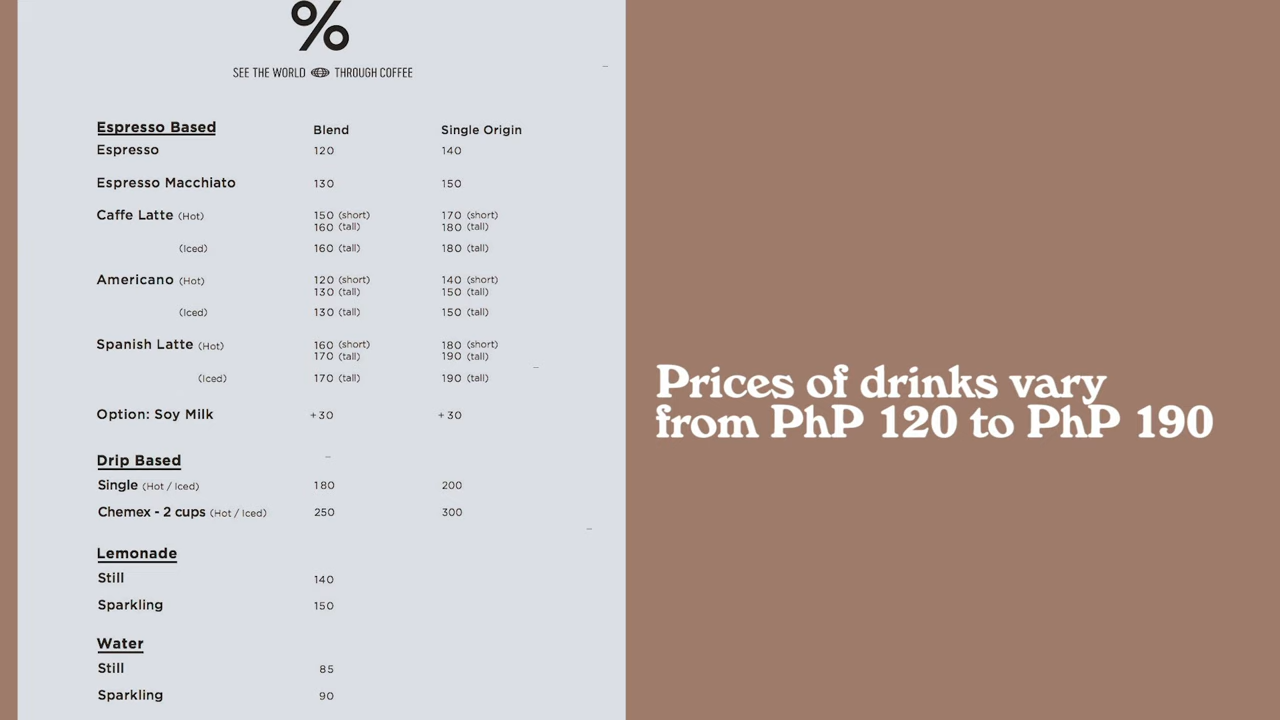 %
SEE THE WORLD THROUGH COFFEE
Espresso Based Blend Single Origin
Espresso 120 140
Espresso Macchiato 130 150
Caffe Latte (Hot) 150 (short) 170 (short)
160 (tall) 180 (tall)
(Iced) 160 (tall) 180 (tall)
Americano (Hot) 120 (short) 140 (short)
130 (tall) 150 (tall)
(Iced) 130 (tall) 150 (tall)
Spanish Latte (Hot) 160 (short) 180 (short)
170 (tall) 190 (tall)
(Iced) 170 (tall) 190 (tall)
Option: Soy Milk +30 +30
Drip Based
Single (Hot / Iced) 180 200
Chemex - 2 cups (Hot / Iced) 250 300
Lemonade
Still 140
Sparkling 150
Water
Still 85
Sparkling 90
Prices of drinks vary
from PhP 120 to PhP 190